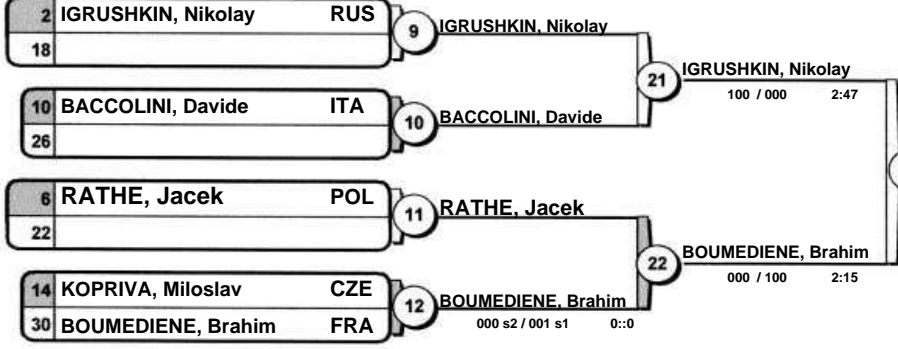 2 IGRUSHKIN, Nikolay RUS
18
9
IGRUSHKIN, Nikolay
10 BACCOLINI, Davide ITA
26
10
BACCOLINI, Davide
21
IGRUSHKIN, Nikolay
100 / 000 2:47
6 RATHE, Jacek POL
22
11
RATHE, Jacek
14 KOPRIVA, Miloslav CZE
30 BOUMEDIENE, Brahim FRA
12
BOUMEDIENE, Brahim
000 s2 / 001 s1 0::0
22
BOUMEDIENE, Brahim
000 / 100 2:15